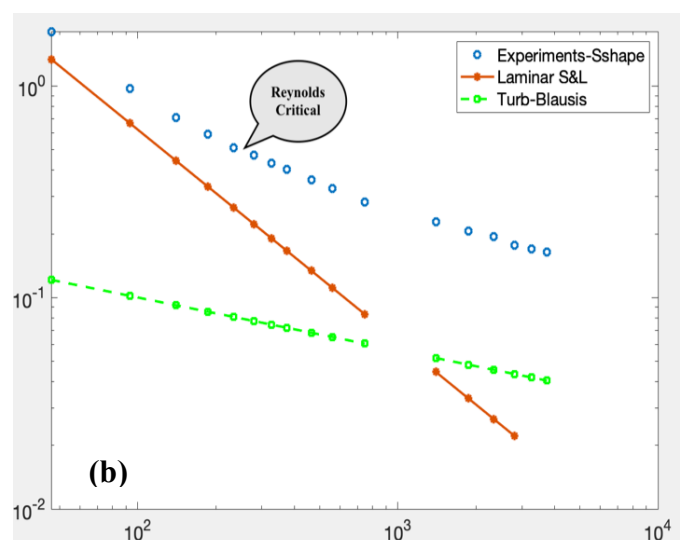 Experiments-Sshape
Laminar S&L
Turb-Blausis
Reynolds
Critical
10^0
10^-1
10^-2
(b)
10^2
10^3
10^4